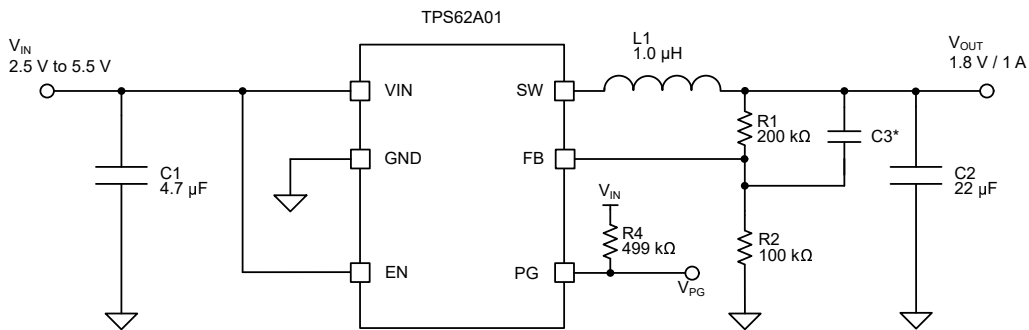 TPS62A01
VIN
2.5 V to 5.5 V
L1
1.0 µH
VOUT
1.8 V / 1 A
VIN
SW
R1
200 kΩ
C3*
GND
FB
C1
4.7 µF
C2
22 µF
VIN
R4
499 kΩ
R2
100 kΩ
EN
PG
VPG